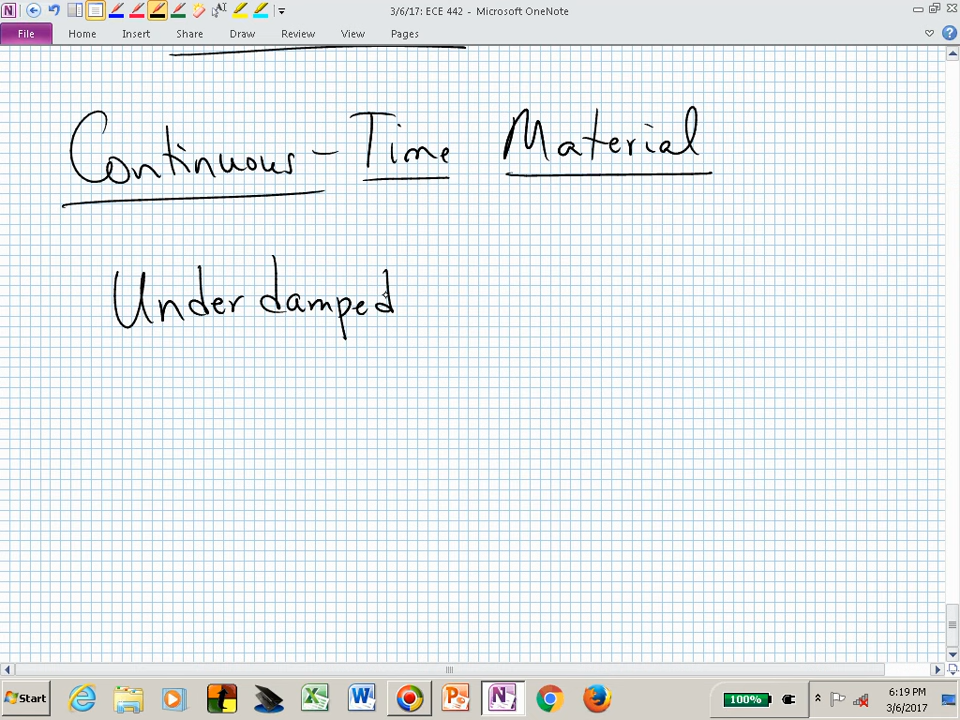 3/6/17: ECE 442 - Microsoft OneNote
File Home Insert Share Draw Review View Pages
Continuous - Time Material
Underdamped
Start
100%
6:19 PM
3/6/2017